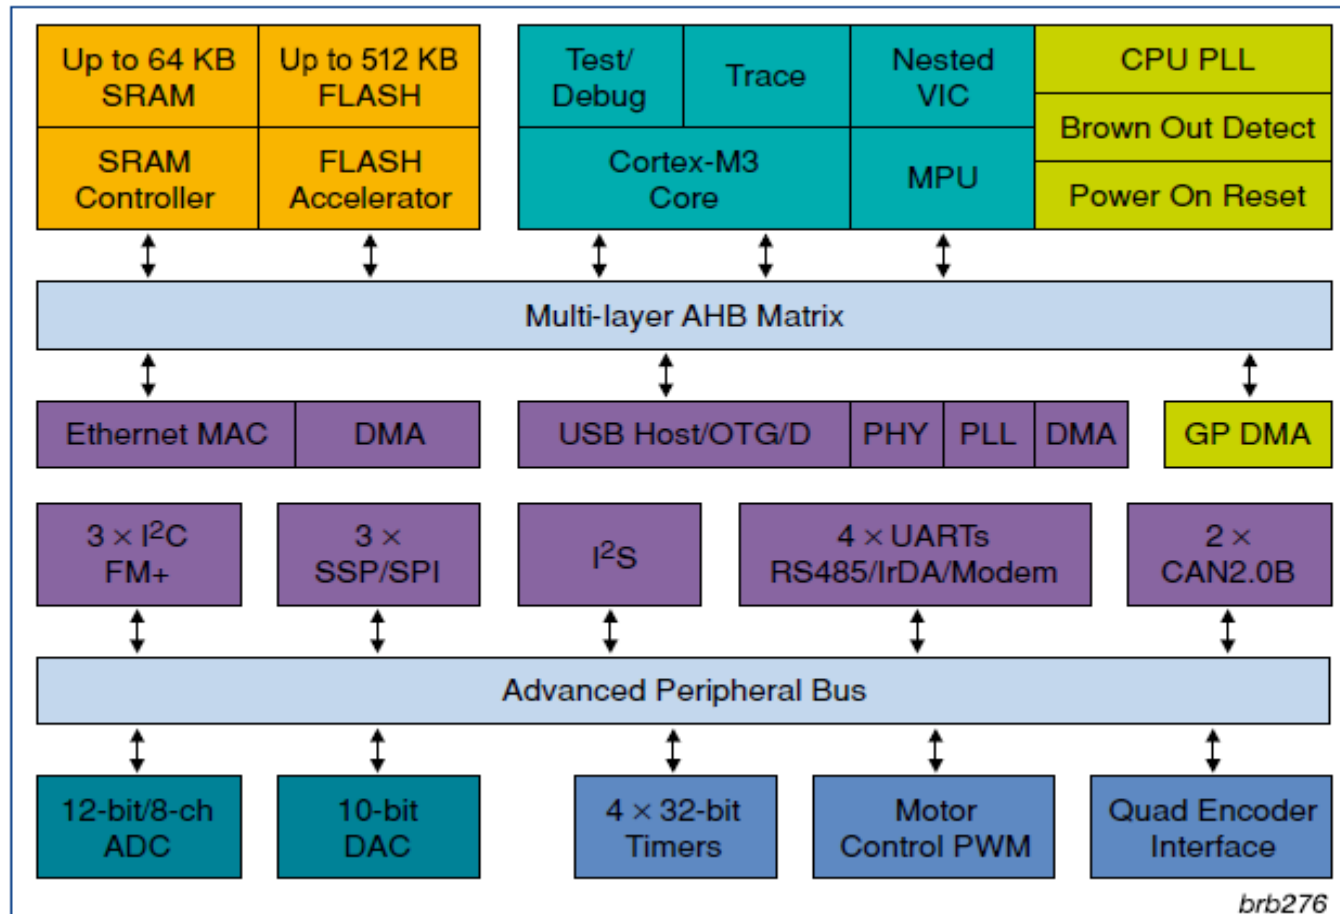 Up to 64 KB
SRAM
Up to 512 KB
FLASH
Test/
Debug
Trace
Nested
VIC
CPU PLL
Brown Out Detect
Power On Reset
SRAM
Controller
FLASH
Accelerator
Cortex-M3
Core
MPU
Multi-layer AHB Matrix
Ethernet MAC
DMA
USB Host/OTG/D
PHY
PLL
DMA
GP DMA
3 × I²C
FM+
3 ×
SSP/SPI
I²S
4 × UARTs
RS485/IrDA/Modem
2 ×
CAN2.0B
Advanced Peripheral Bus
12-bit/8-ch
ADC
10-bit
DAC
4 × 32-bit
Timers
Motor
Control PWM
Quad Encoder
Interface
brb276